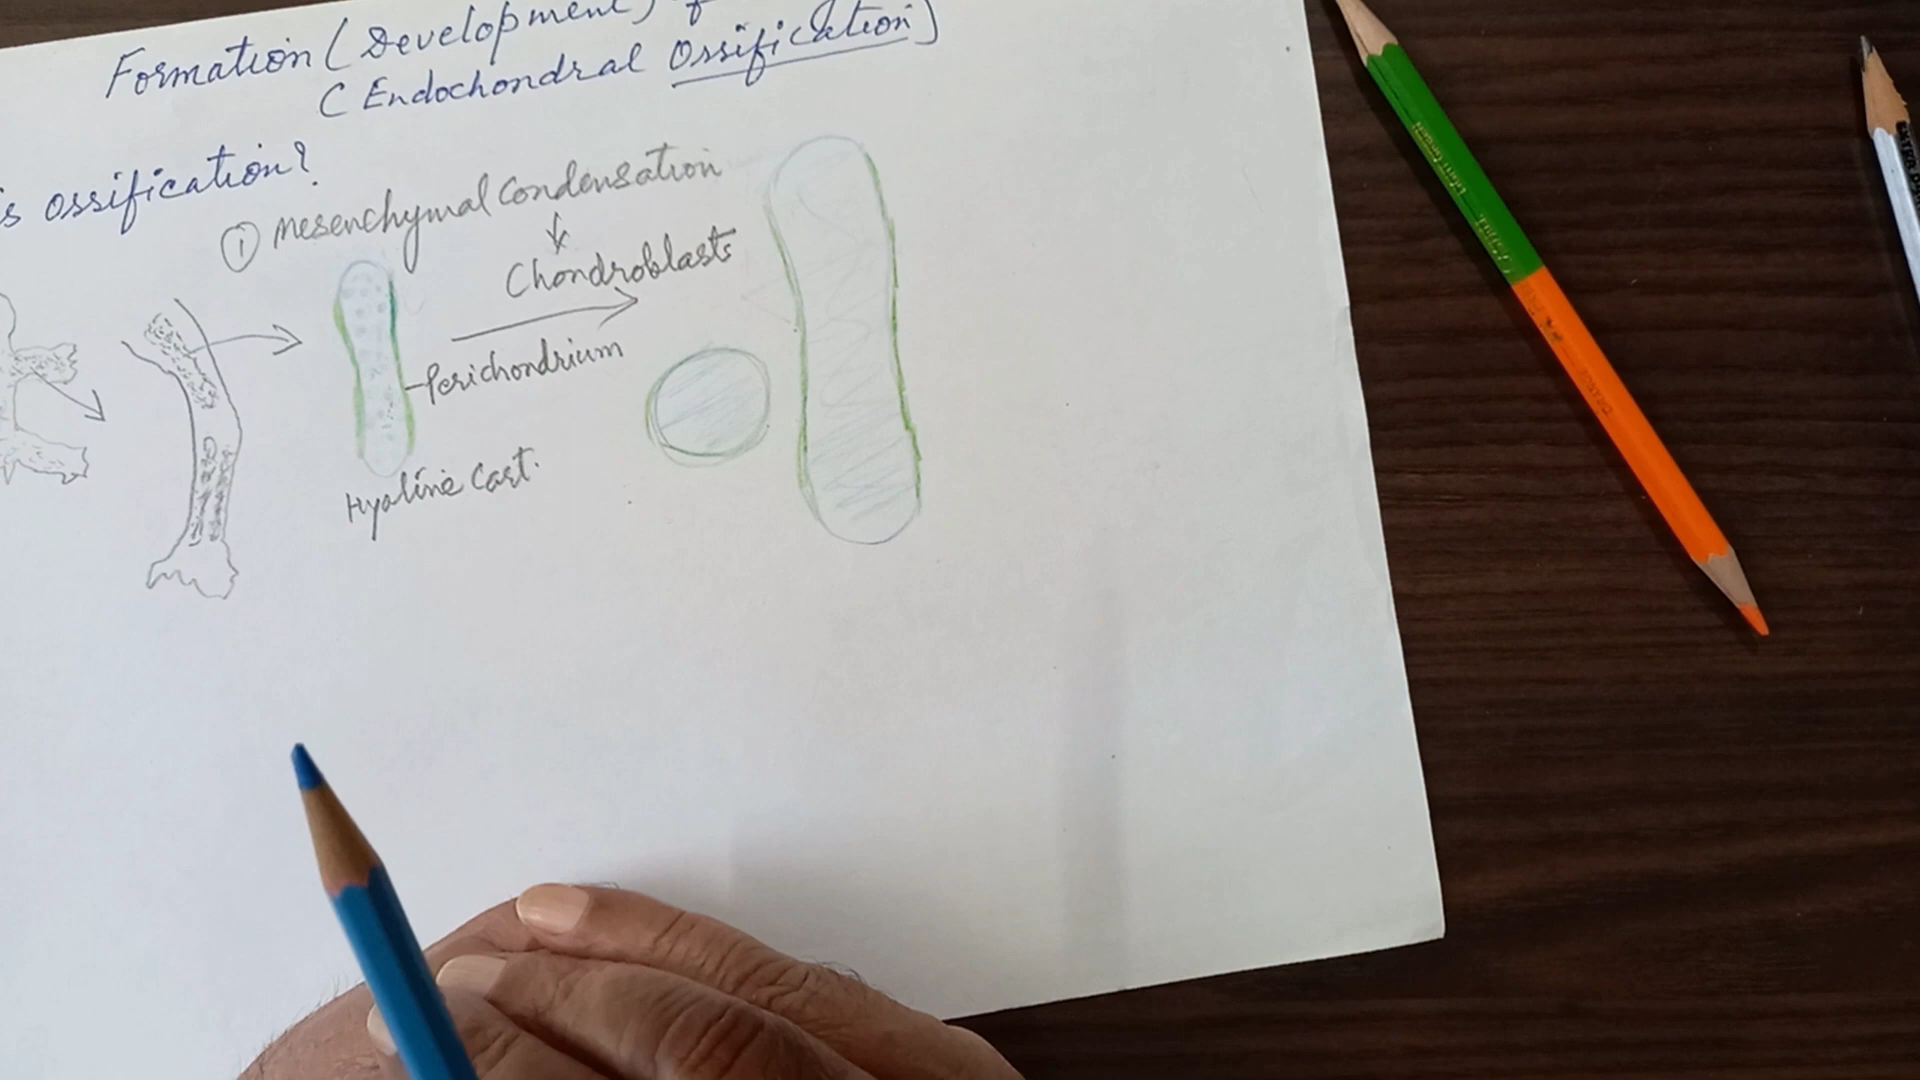 Formation (Development)
( Endochondral Ossification )
s ossification?
① Mesenchymal Condensation
Chondroblasts
Perichondrium
Hyaline Cart.